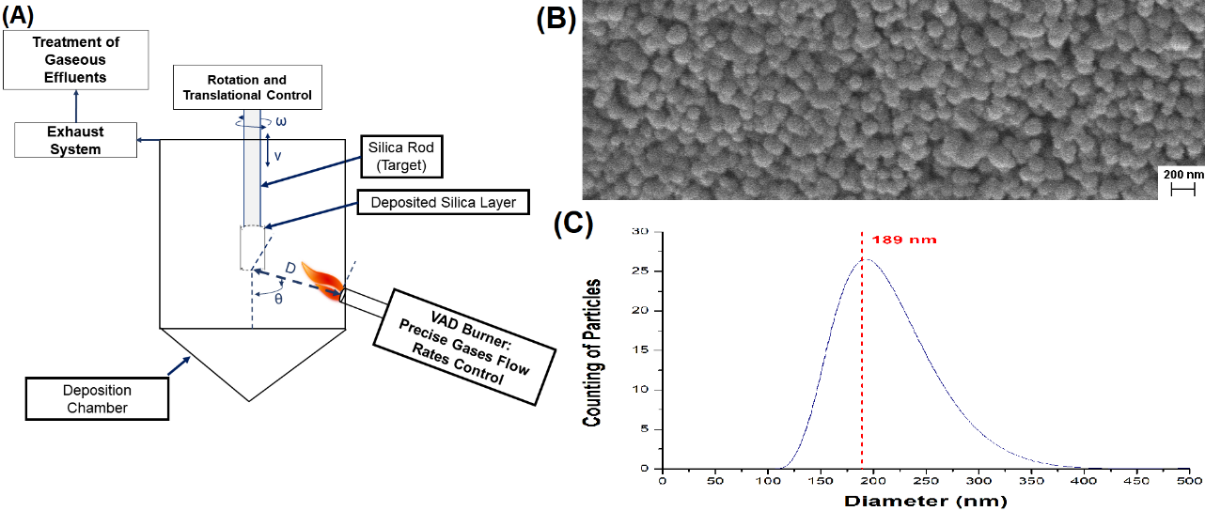 (A)
Treatment of
Gaseous
Effluents
Exhaust
System
Rotation and
Translational Control
ω
v
Silica Rod
(Target)
Deposited Silica Layer
D
θ
VAD Burner:
Precise Gases Flow
Rates Control
Deposition
Chamber
(B)
200 nm
(C)
189 nm
Counting of Particles
30
25
20
15
10
5
0
0 50 100 150 200 250 300 350 400 450 500
Diameter (nm)